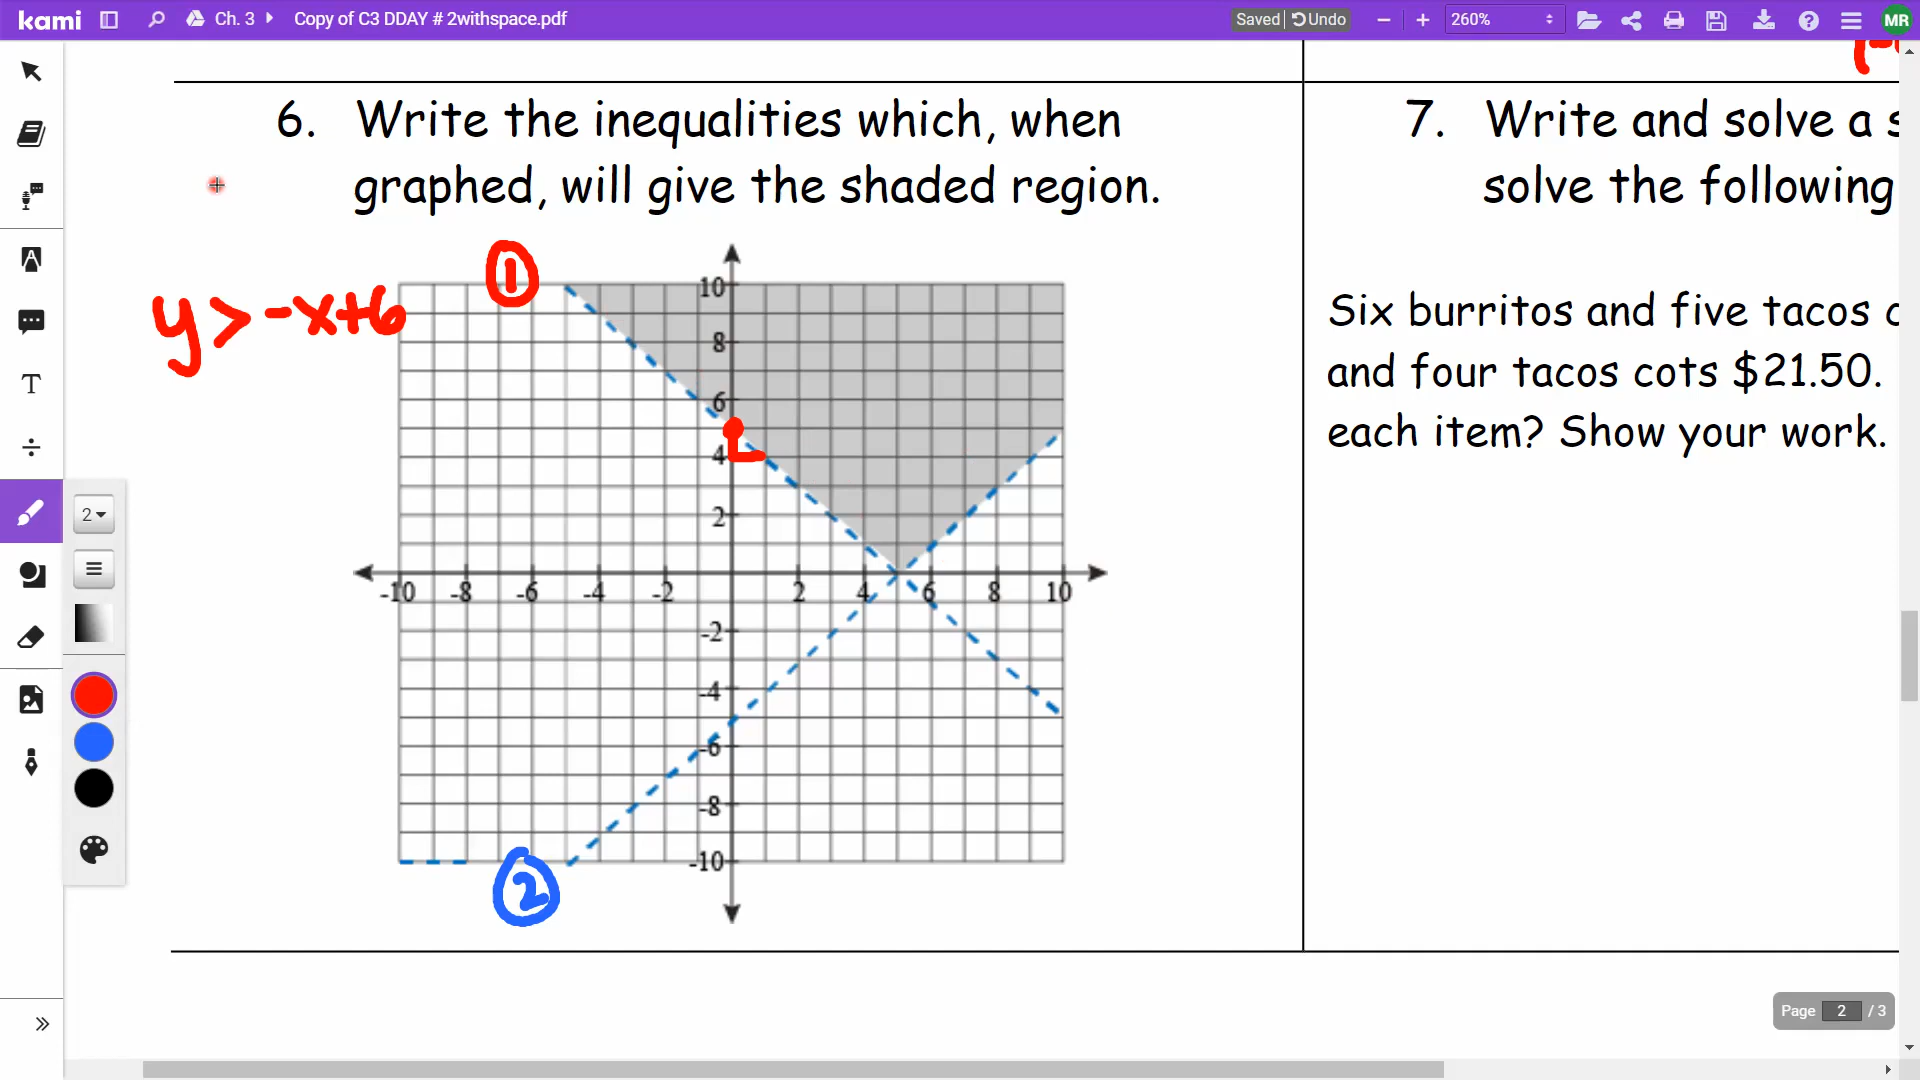 kami Ch. 3 Copy of C3 DDAY # 2withspace.pdf Saved Undo 260% MR
6. Write the inequalities which, when
graphed, will give the shaded region.
7. Write and solve a s
solve the following
Six burritos and five tacos c
and four tacos cots $21.50.
each item? Show your work.
1
y > -x+6
10
8
6
4
2
-10 -8 -6 -4 -2 2 4 6 8 10
-2
-4
-6
-8
-10
2
T
2
Page 2 / 3